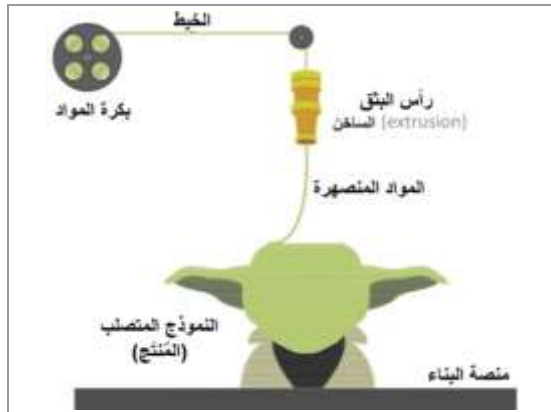 الخيط
بكرة المواد
رأس البثق
الساخن (extrusion)
المواد المنصهرة
النموذج المتصلب
(المُنتَج)
منصة البناء